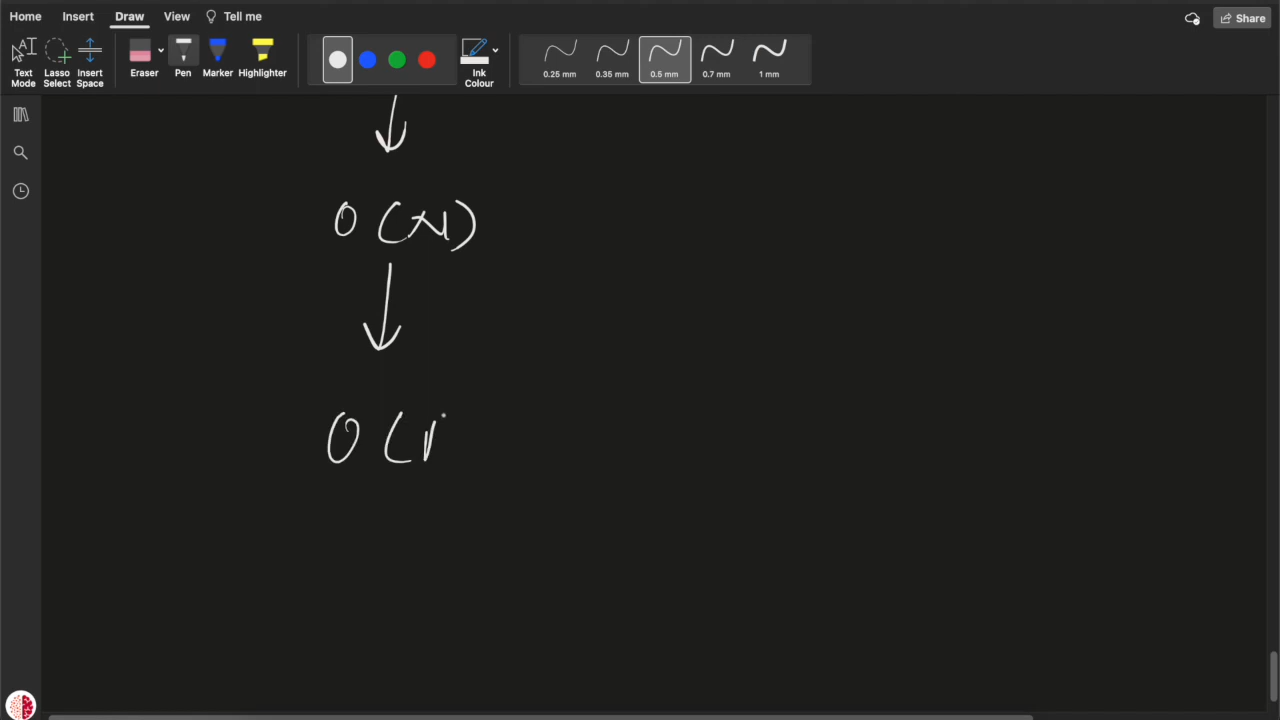 Home Insert Draw View Tell me Share
Text Mode Lasso Select Insert Space Eraser Pen Marker Highlighter Ink Colour 0.25 mm 0.35 mm 0.5 mm 0.7 mm 1 mm
O (N)
O (